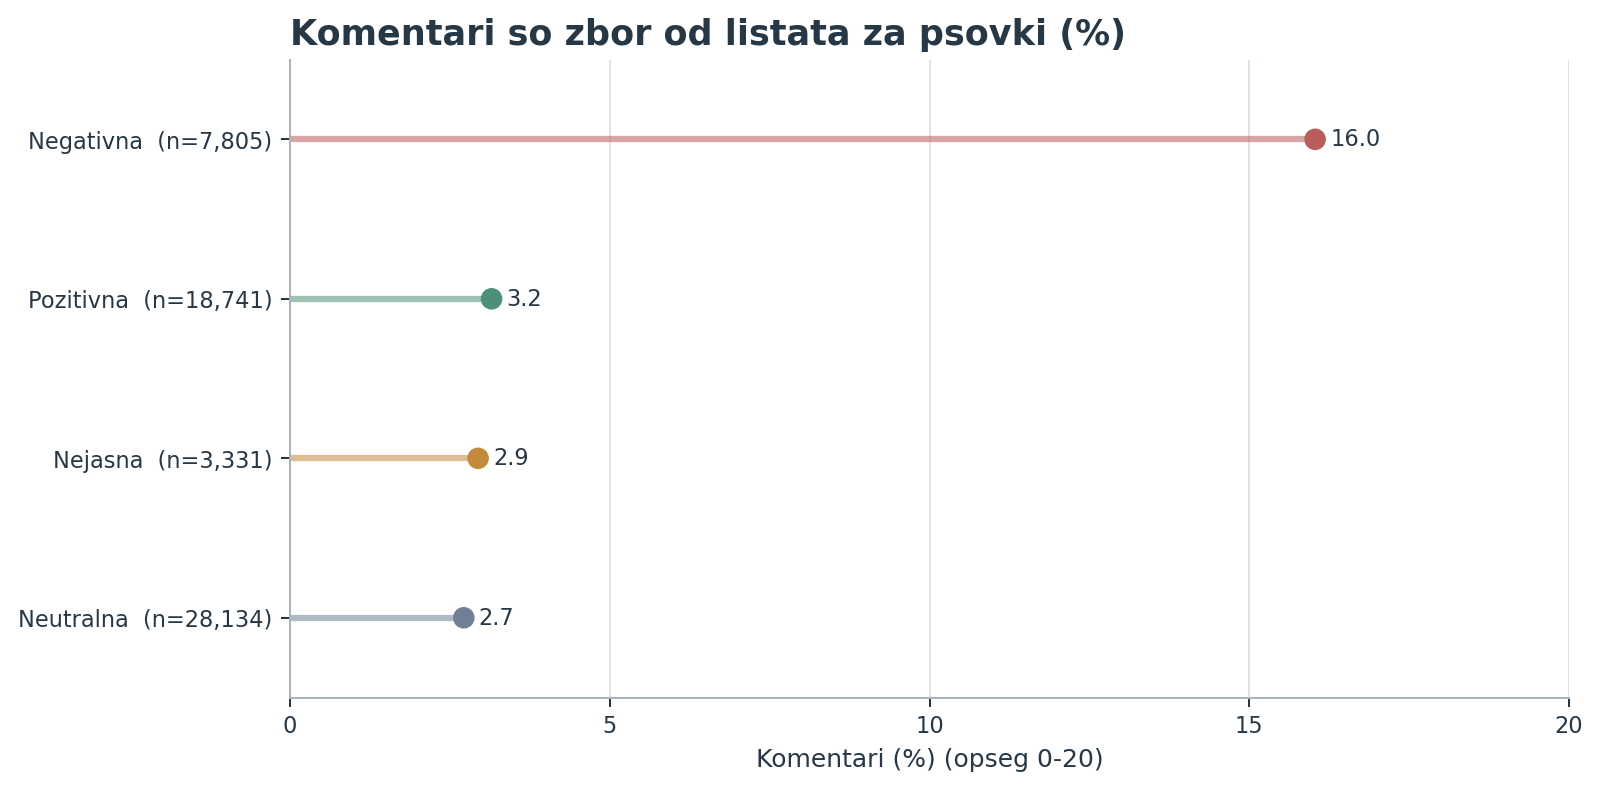 Komentari so zbor od listata za psovki (%)
Negativna (n=7,805)
16.0
Pozitivna (n=18,741)
3.2
Nejasna (n=3,331)
2.9
Neutralna (n=28,134)
2.7
0 5 10 15 20
Komentari (%) (opseg 0-20)